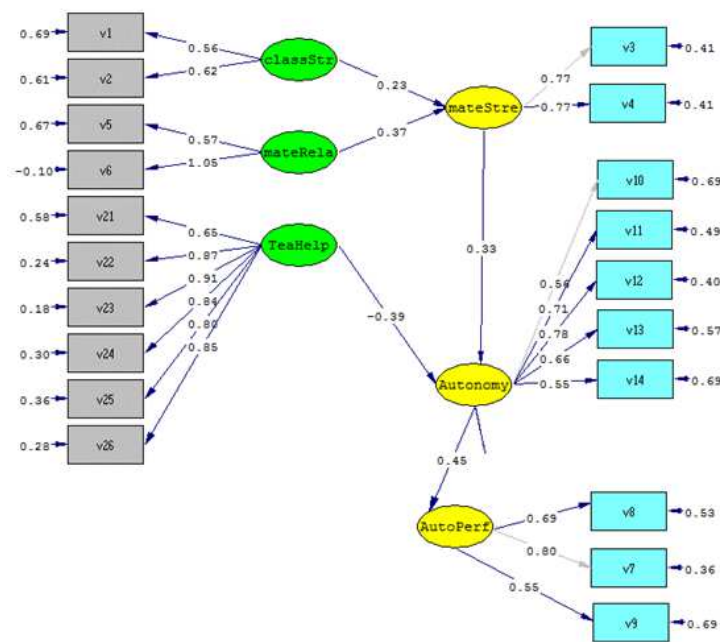 0.69 v1
0.56
0.61 v2
0.62
classStr
0.23
0.67 v5
0.57
-0.10 v6
1.05
mateRela
0.37
mateStre
0.77
v3 0.41
0.77
v4 0.41
0.58 v21
0.65
0.24 v22
0.87
0.18 v23
0.91
0.30 v24
0.84
0.36 v25
0.80
0.28 v26
0.85
TeaHelp
-0.39
0.33
Autonomy
0.56
v10 0.69
0.71
v11 0.49
0.78
v12 0.40
0.66
v13 0.57
0.55
v14 0.69
0.45
AutoPerf
0.69
v8 0.53
0.80
v7 0.36
0.55
v9 0.69